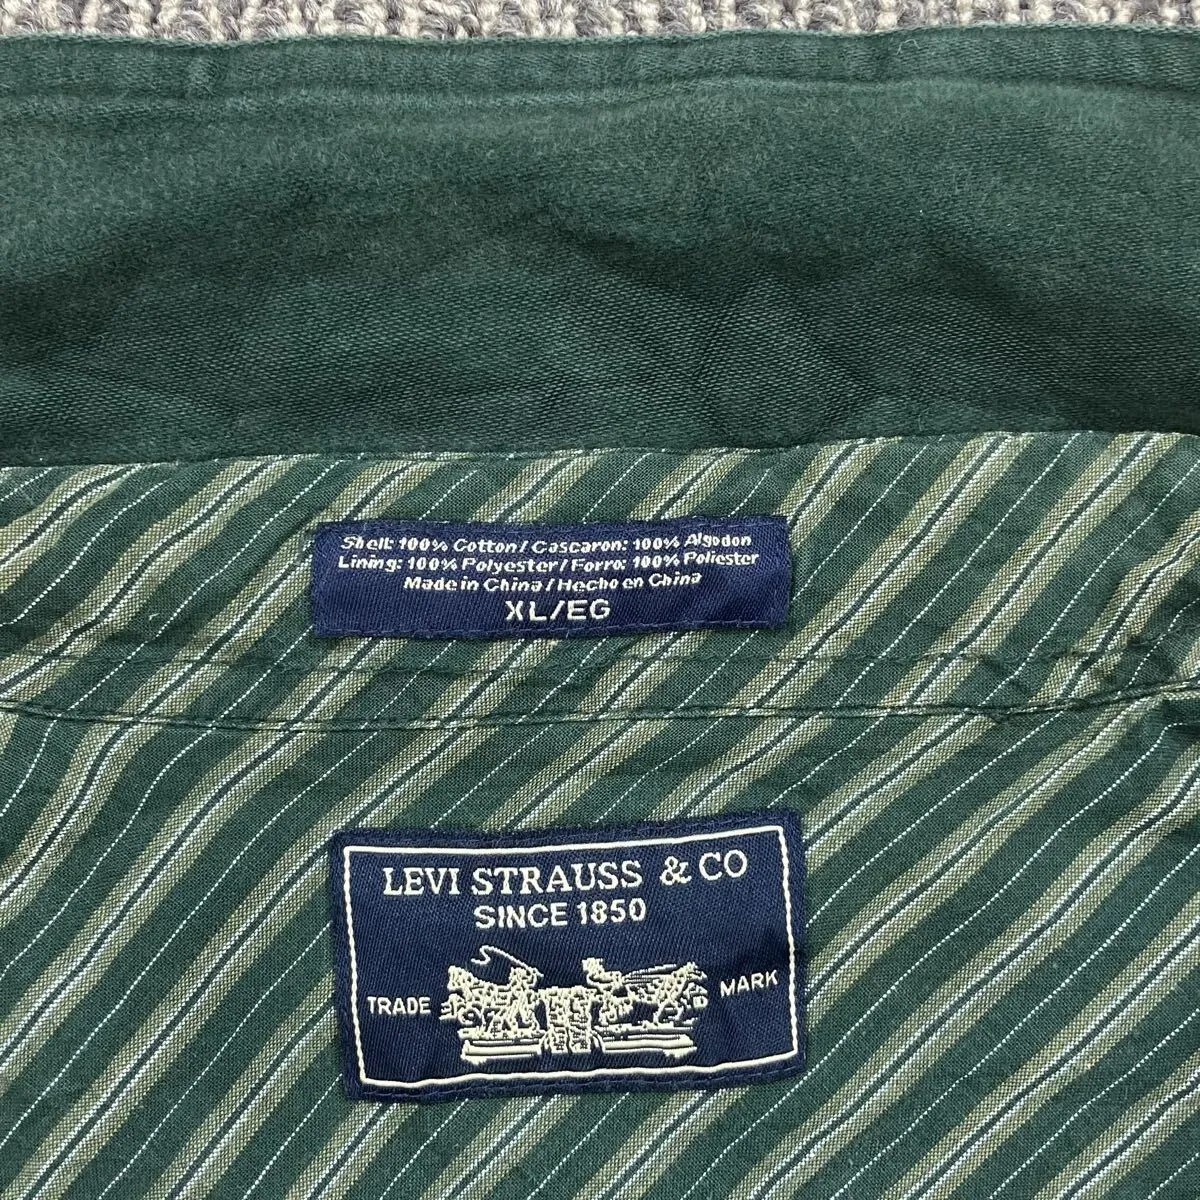 Shell: 100% Cotton / Cascaron: 100% Algodon
Lining: 100% Polyester / Forro: 100% Poliester
Made in China / Hecho en China
XL/EG
LEVI STRAUSS & CO
SINCE 1850
TRADE MARK